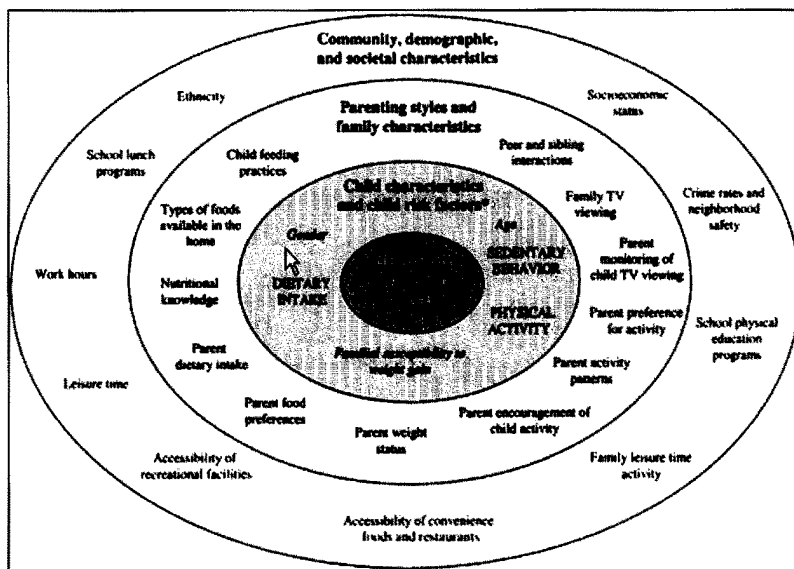 Community, demographic,
and societal characteristics
Ethnicity
Socioeconomic
status
Parenting styles and
family characteristics
School lunch
programs
Child feeding
practices
Peer and sibling
interactions
Child characteristics
and child risk factors*
Types of foods
available in the
home
Gender
Age
Family TV
viewing
Crime rates and
neighborhood
safety
Work hours
Nutritional
knowledge
DIETARY
INTAKE
SEDENTARY
BEHAVIOR
Parent
monitoring of
child TV viewing
PHYSICAL
ACTIVITY
Parent preference
for activity
School physical
education
programs
Parent
dietary intake
Familial susceptibility to
weight gain
Parent activity
patterns
Leisure time
Parent food
preferences
Parent weight
status
Parent encouragement of
child activity
Accessibility of
recreational facilities
Family leisure time
activity
Accessibility of convenience
foods and restaurants